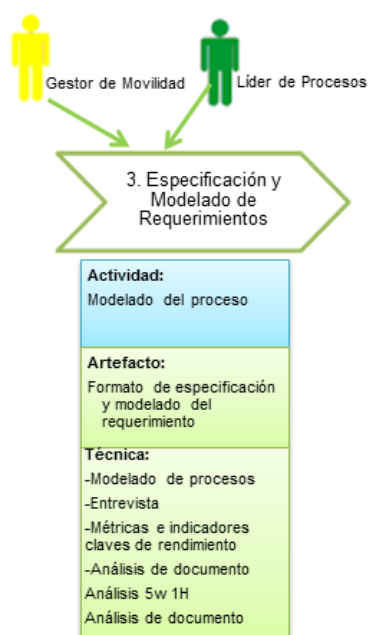 Gestor de Movilidad
Líder de Procesos
3. Especificación y
Modelado de
Requerimientos
Actividad:
Modelado del proceso
Artefacto:
Formato de especificación
y modelado del
requerimiento
Técnica:
-Modelado de procesos
-Entrevista
-Métricas e indicadores
claves de rendimiento
-Análisis de documento
Análisis 5w 1H
Análisis de documento